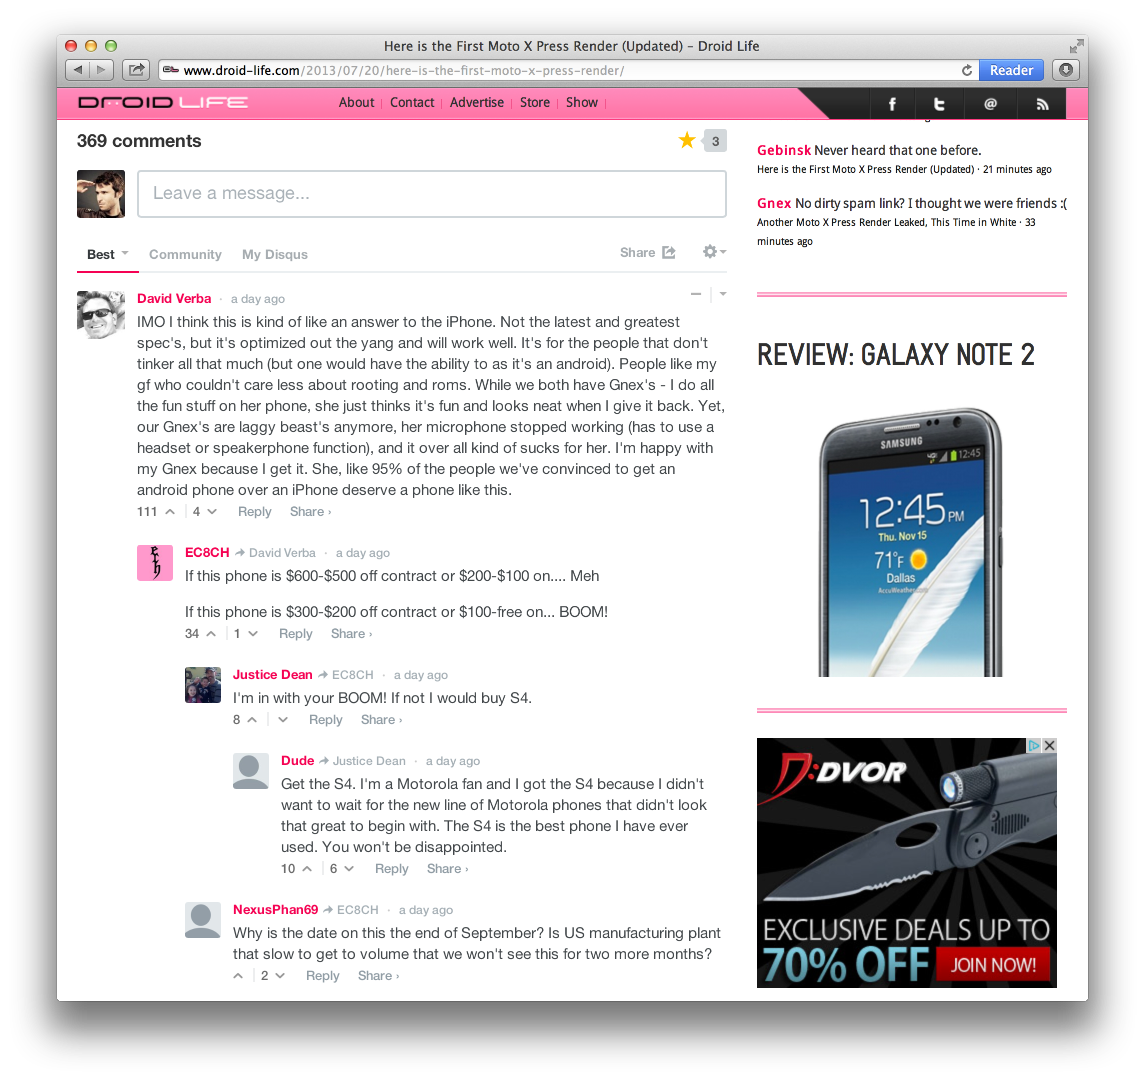 Here is the First Moto X Press Render (Updated) – Droid Life
www.droid-life.com/2013/07/20/here-is-the-first-moto-x-press-render/
Reader
DROID LIFE
About
Contact
Advertise
Store
Show
369 comments
3
Leave a message...
Best
Community
My Disqus
Share
David Verba · a day ago
IMO I think this is kind of like an answer to the iPhone. Not the latest and greatest
spec's, but it's optimized out the yang and will work well. It's for the people that don't
tinker all that much (but one would have the ability to as it's an android). People like my
gf who couldn't care less about rooting and roms. While we both have Gnex's - I do all
the fun stuff on her phone, she just thinks it's fun and looks neat when I give it back. Yet,
our Gnex's are laggy beast's anymore, her microphone stopped working (has to use a
headset or speakerphone function), and it over all kind of sucks for her. I'm happy with
my Gnex because I get it. She, like 95% of the people we've convinced to get an
android phone over an iPhone deserve a phone like this.
111 4 Reply Share ›
EC8CH David Verba · a day ago
If this phone is $600-$500 off contract or $200-$100 on.... Meh
If this phone is $300-$200 off contract or $100-free on... BOOM!
34 1 Reply Share ›
Justice Dean EC8CH · a day ago
I'm in with your BOOM! If not I would buy S4.
8 Reply Share ›
Dude Justice Dean · a day ago
Get the S4. I'm a Motorola fan and I got the S4 because I didn't
want to wait for the new line of Motorola phones that didn't look
that great to begin with. The S4 is the best phone I have ever
used. You won't be disappointed.
10 6 Reply Share ›
NexusPhan69 EC8CH · a day ago
Why is the date on this the end of September? Is US manufacturing plant
that slow to get to volume that we won't see this for two more months?
2 Reply Share ›
Gebinsk Never heard that one before.
Here is the First Moto X Press Render (Updated) · 21 minutes ago
Gnex No dirty spam link? I thought we were friends :(
Another Moto X Press Render Leaked, This Time in White · 33
minutes ago
REVIEW: GALAXY NOTE 2
SAMSUNG
12:45
12:45 PM
Thu. Nov 15
71°F
Dallas
AccuWeather.com
DVOR
EXCLUSIVE DEALS UP TO
70% OFF
JOIN NOW!